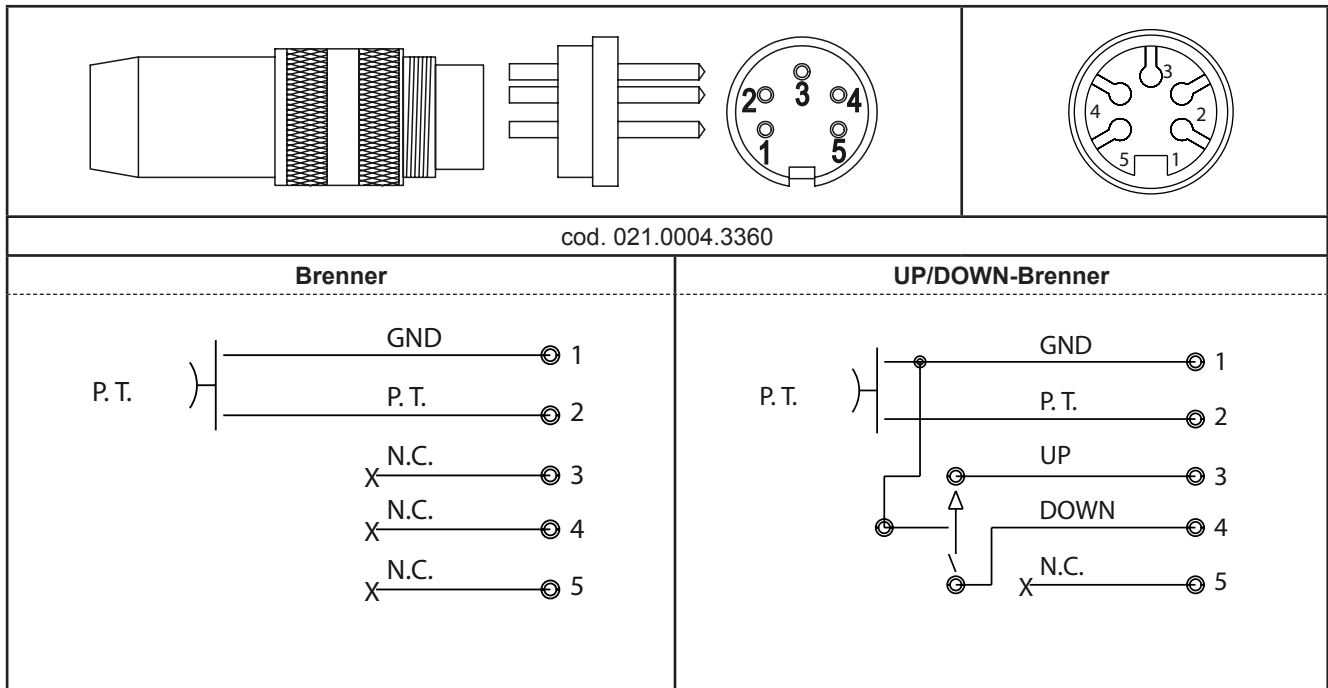 2 3 4
1 5
3
4 2
5 1
cod. 021.0004.3360
Brenner
GND
1
P. T.
P. T.
2
N.C.
X 3
N.C.
X 4
N.C.
X 5
UP/DOWN-Brenner
GND
1
P. T.
P. T.
2
UP
3
DOWN
4
N.C.
X 5